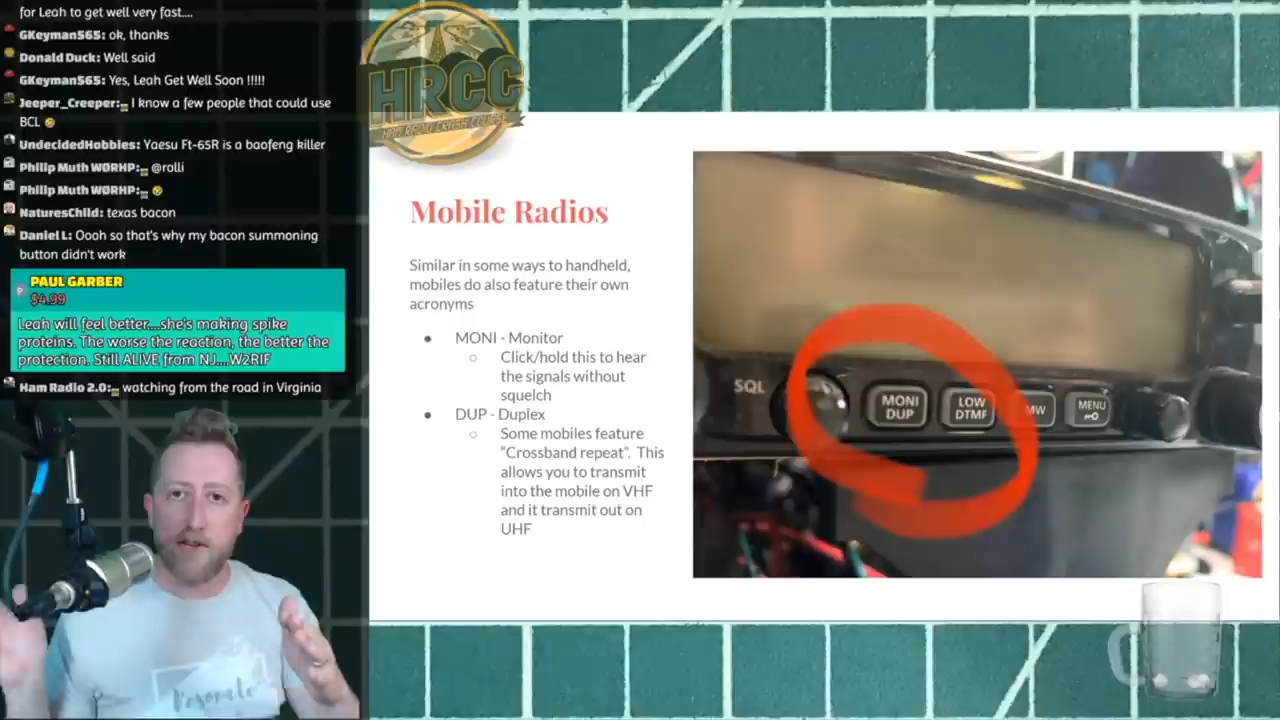 for Leah to get well very fast....
GKeyman565: ok, thanks
Donald Duck: Well said
GKeyman565: Yes, Leah Get Well Soon !!!!!
Jeeper_Creeper: I know a few people that could use
BCL 🤣
UndecidedHobbies: Yaesu Ft-65R is a baofeng killer
Philip Muth WØRHP: @rolli
Philip Muth WØRHP: 🤣
NaturesChild: texas bacon
Daniel L: Oooh so that's why my bacon summoning
button didn't work
P
PAUL GARBER
$4.99
Leah will feel better....she's making spike
proteins. The worse the reaction, the better the
protection. Still ALIVE from NJ....W2RIF
Ham Radio 2.0: watching from the road in Virginia
HRCC
HAM RADIO CRASH COURSE
Mobile Radios
Similar in some ways to handheld,
mobiles do also feature their own
acronyms
● MONI - Monitor
○ Click/hold this to hear
the signals without
squelch
● DUP - Duplex
○ Some mobiles feature
"Crossband repeat". This
allows you to transmit
into the mobile on VHF
and it transmit out on
UHF
SQL
MONI
DUP
LOW
DTMF
MW
MENU